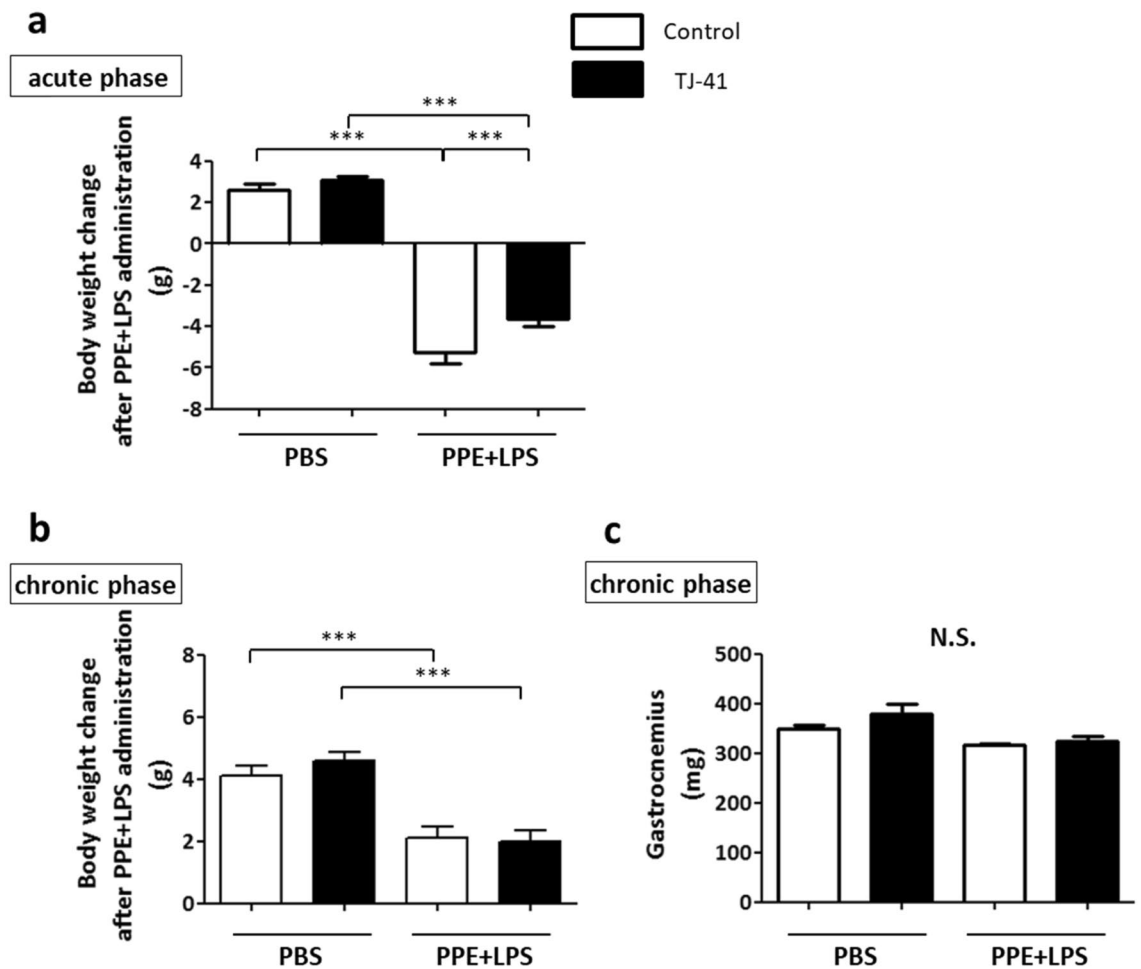 a
Control
acute phase
TJ-41
***
***
***
Body weight change
after PPE+LPS administration
(g)
4
2
0
-2
-4
-6
-8
PBS
PPE+LPS
b
chronic phase
Body weight change
after PPE+LPS administration
(g)
***
***
8
6
4
2
0
PBS
PPE+LPS
c
chronic phase
N.S.
Gastrocnemius
(mg)
500
400
300
200
100
0
PBS
PPE+LPS